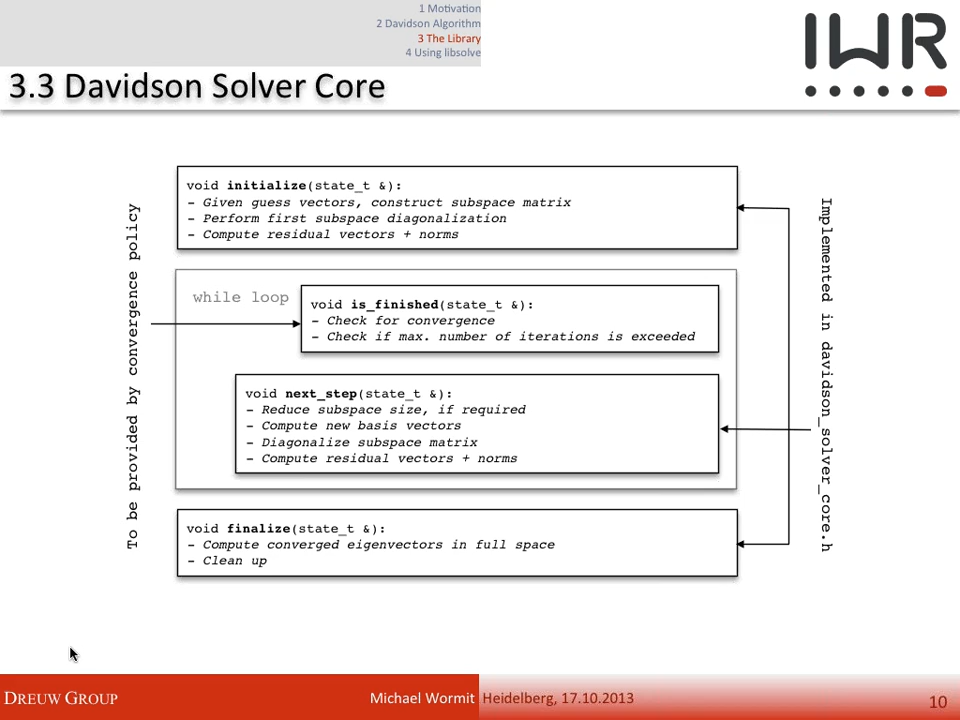 1 Motivation
2 Davidson Algorithm
3 The Library
4 Using libsolve
IWR
3.3 Davidson Solver Core
To be provided by convergence policy
void initialize(state_t &):
- Given guess vectors, construct subspace matrix
- Perform first subspace diagonalization
- Compute residual vectors + norms
while loop
void is_finished(state_t &):
- Check for convergence
- Check if max. number of iterations is exceeded
void next_step(state_t &):
- Reduce subspace size, if required
- Compute new basis vectors
- Diagonalize subspace matrix
- Compute residual vectors + norms
void finalize(state_t &):
- Compute converged eigenvectors in full space
- Clean up
Implemented in davidson_solver_core.h
DREUW GROUP
Michael Wormit Heidelberg, 17.10.2013
10